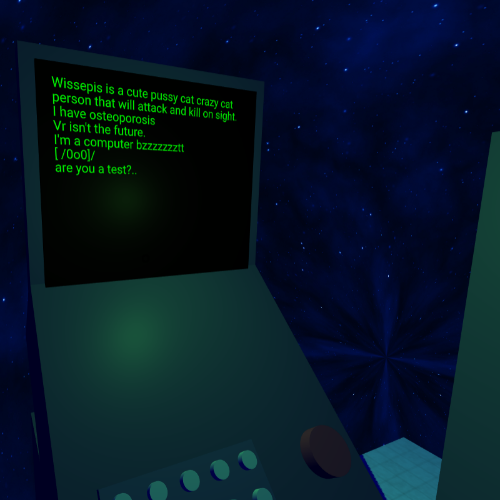 Wissepis is a cute pussy cat crazy cat
person that will attack and kill on sight.
I have osteoporosis
Vr isn't the future.
I'm a computer bzzzzzzztt
[ /0o0]/
are you a test?..